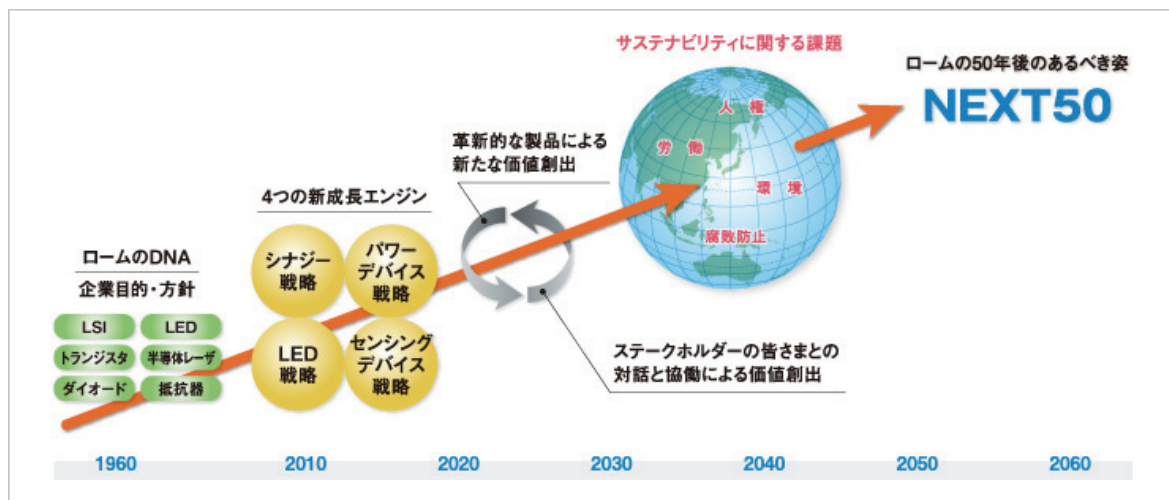 サステナビリティに関する課題
ロームの50年後のあるべき姿
NEXT50
人権
労働
環境
腐敗防止
革新的な製品による
新たな価値創出
4つの新成長エンジン
シナジー
戦略
パワー
デバイス
戦略
LED
戦略
センシング
デバイス
戦略
ロームのDNA
企業目的・方針
LSI
LED
トランジスタ
半導体レーザ
ダイオード
抵抗器
ステークホルダーの皆さまとの
対話と協働による価値創出
1960 2010 2020 2030 2040 2050 2060